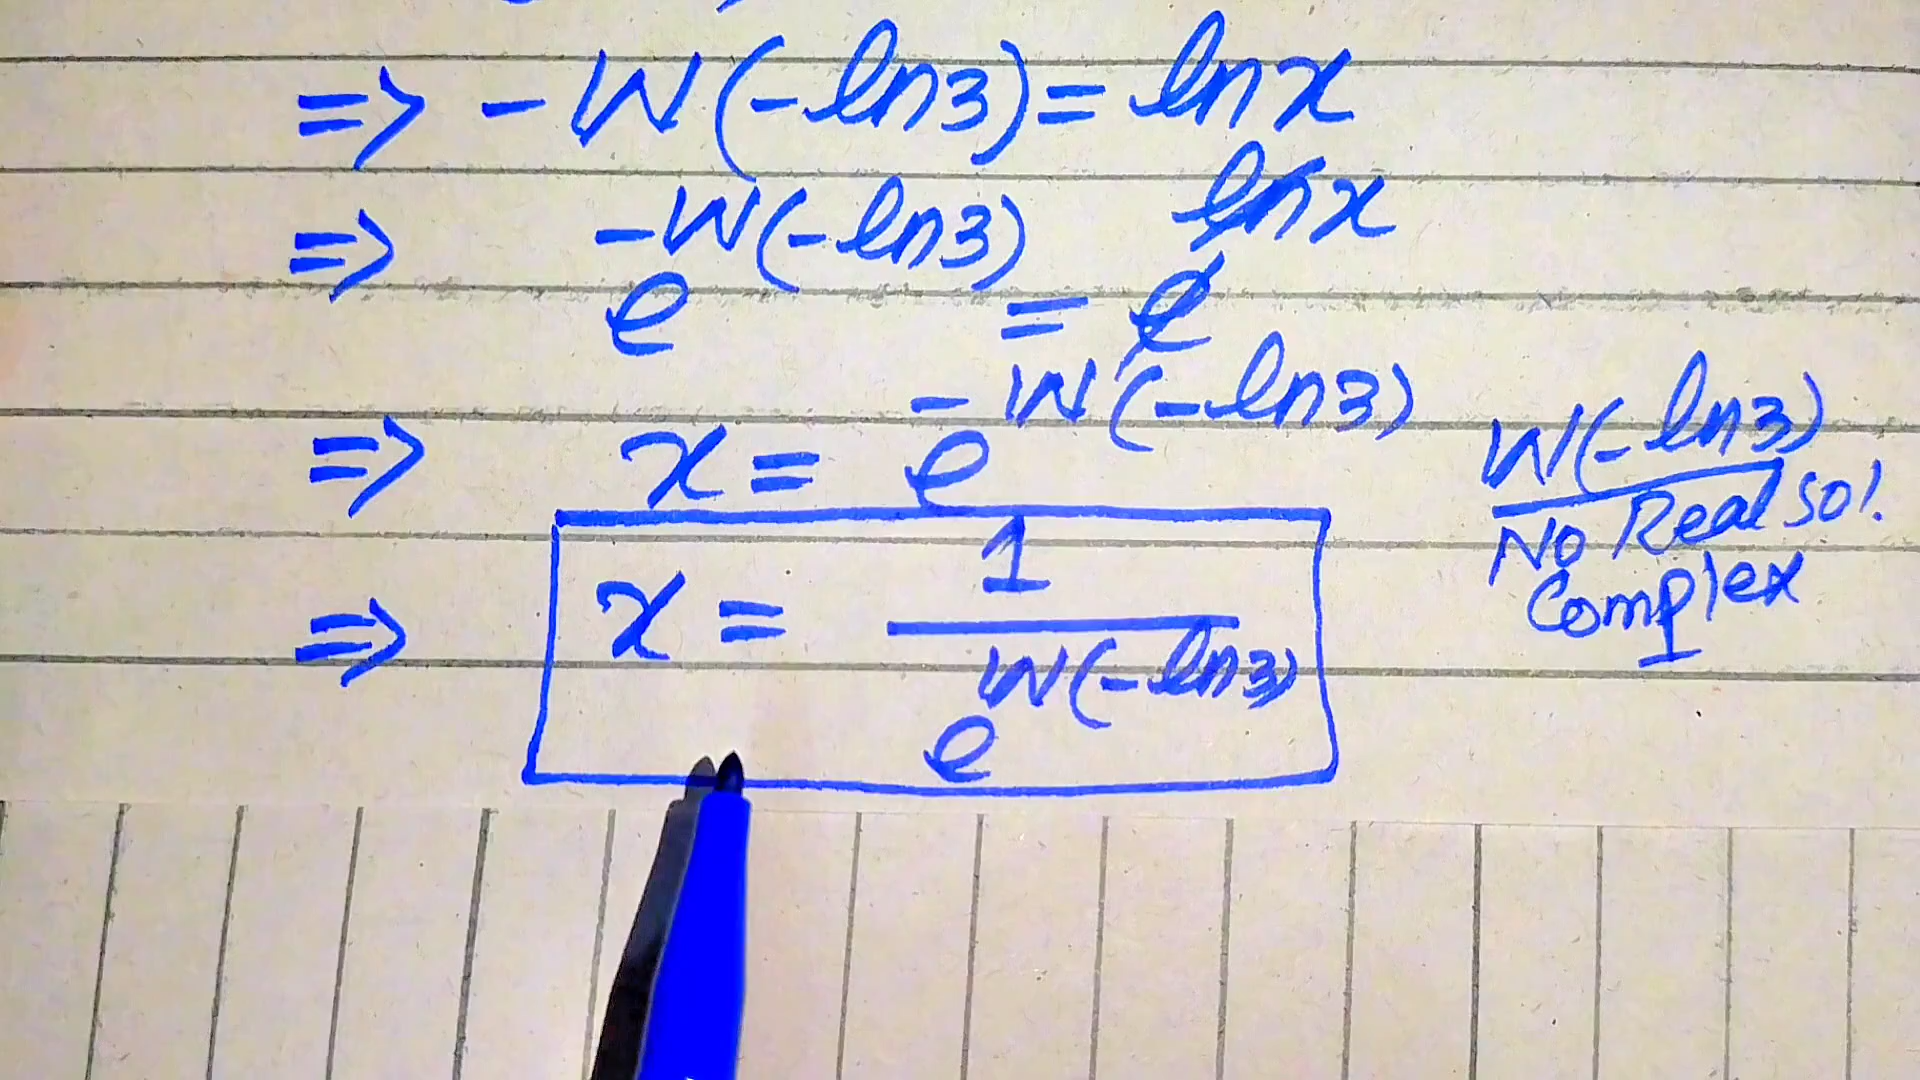 => -W(-ln3) = lnx
=> e^{-W(-ln3)} = e^{lnx}
=> x = e^{-W(-ln3)}
=> x = 1/e^{W(-ln3)}
W(-ln3)
No Real sol.
Complex